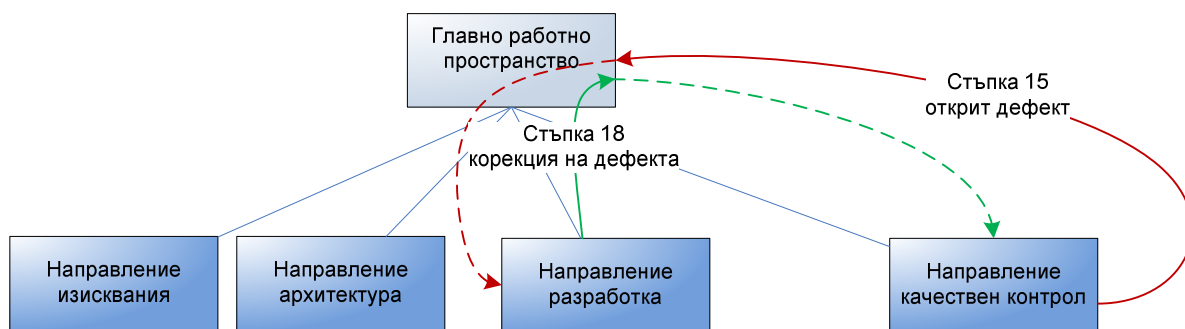 Главно работно
пространство
Стъпка 15
открит дефект
Стъпка 18
корекция на дефекта
Направление
изисквания
Направление
архитектура
Направление
разработка
Направление
качествен контрол